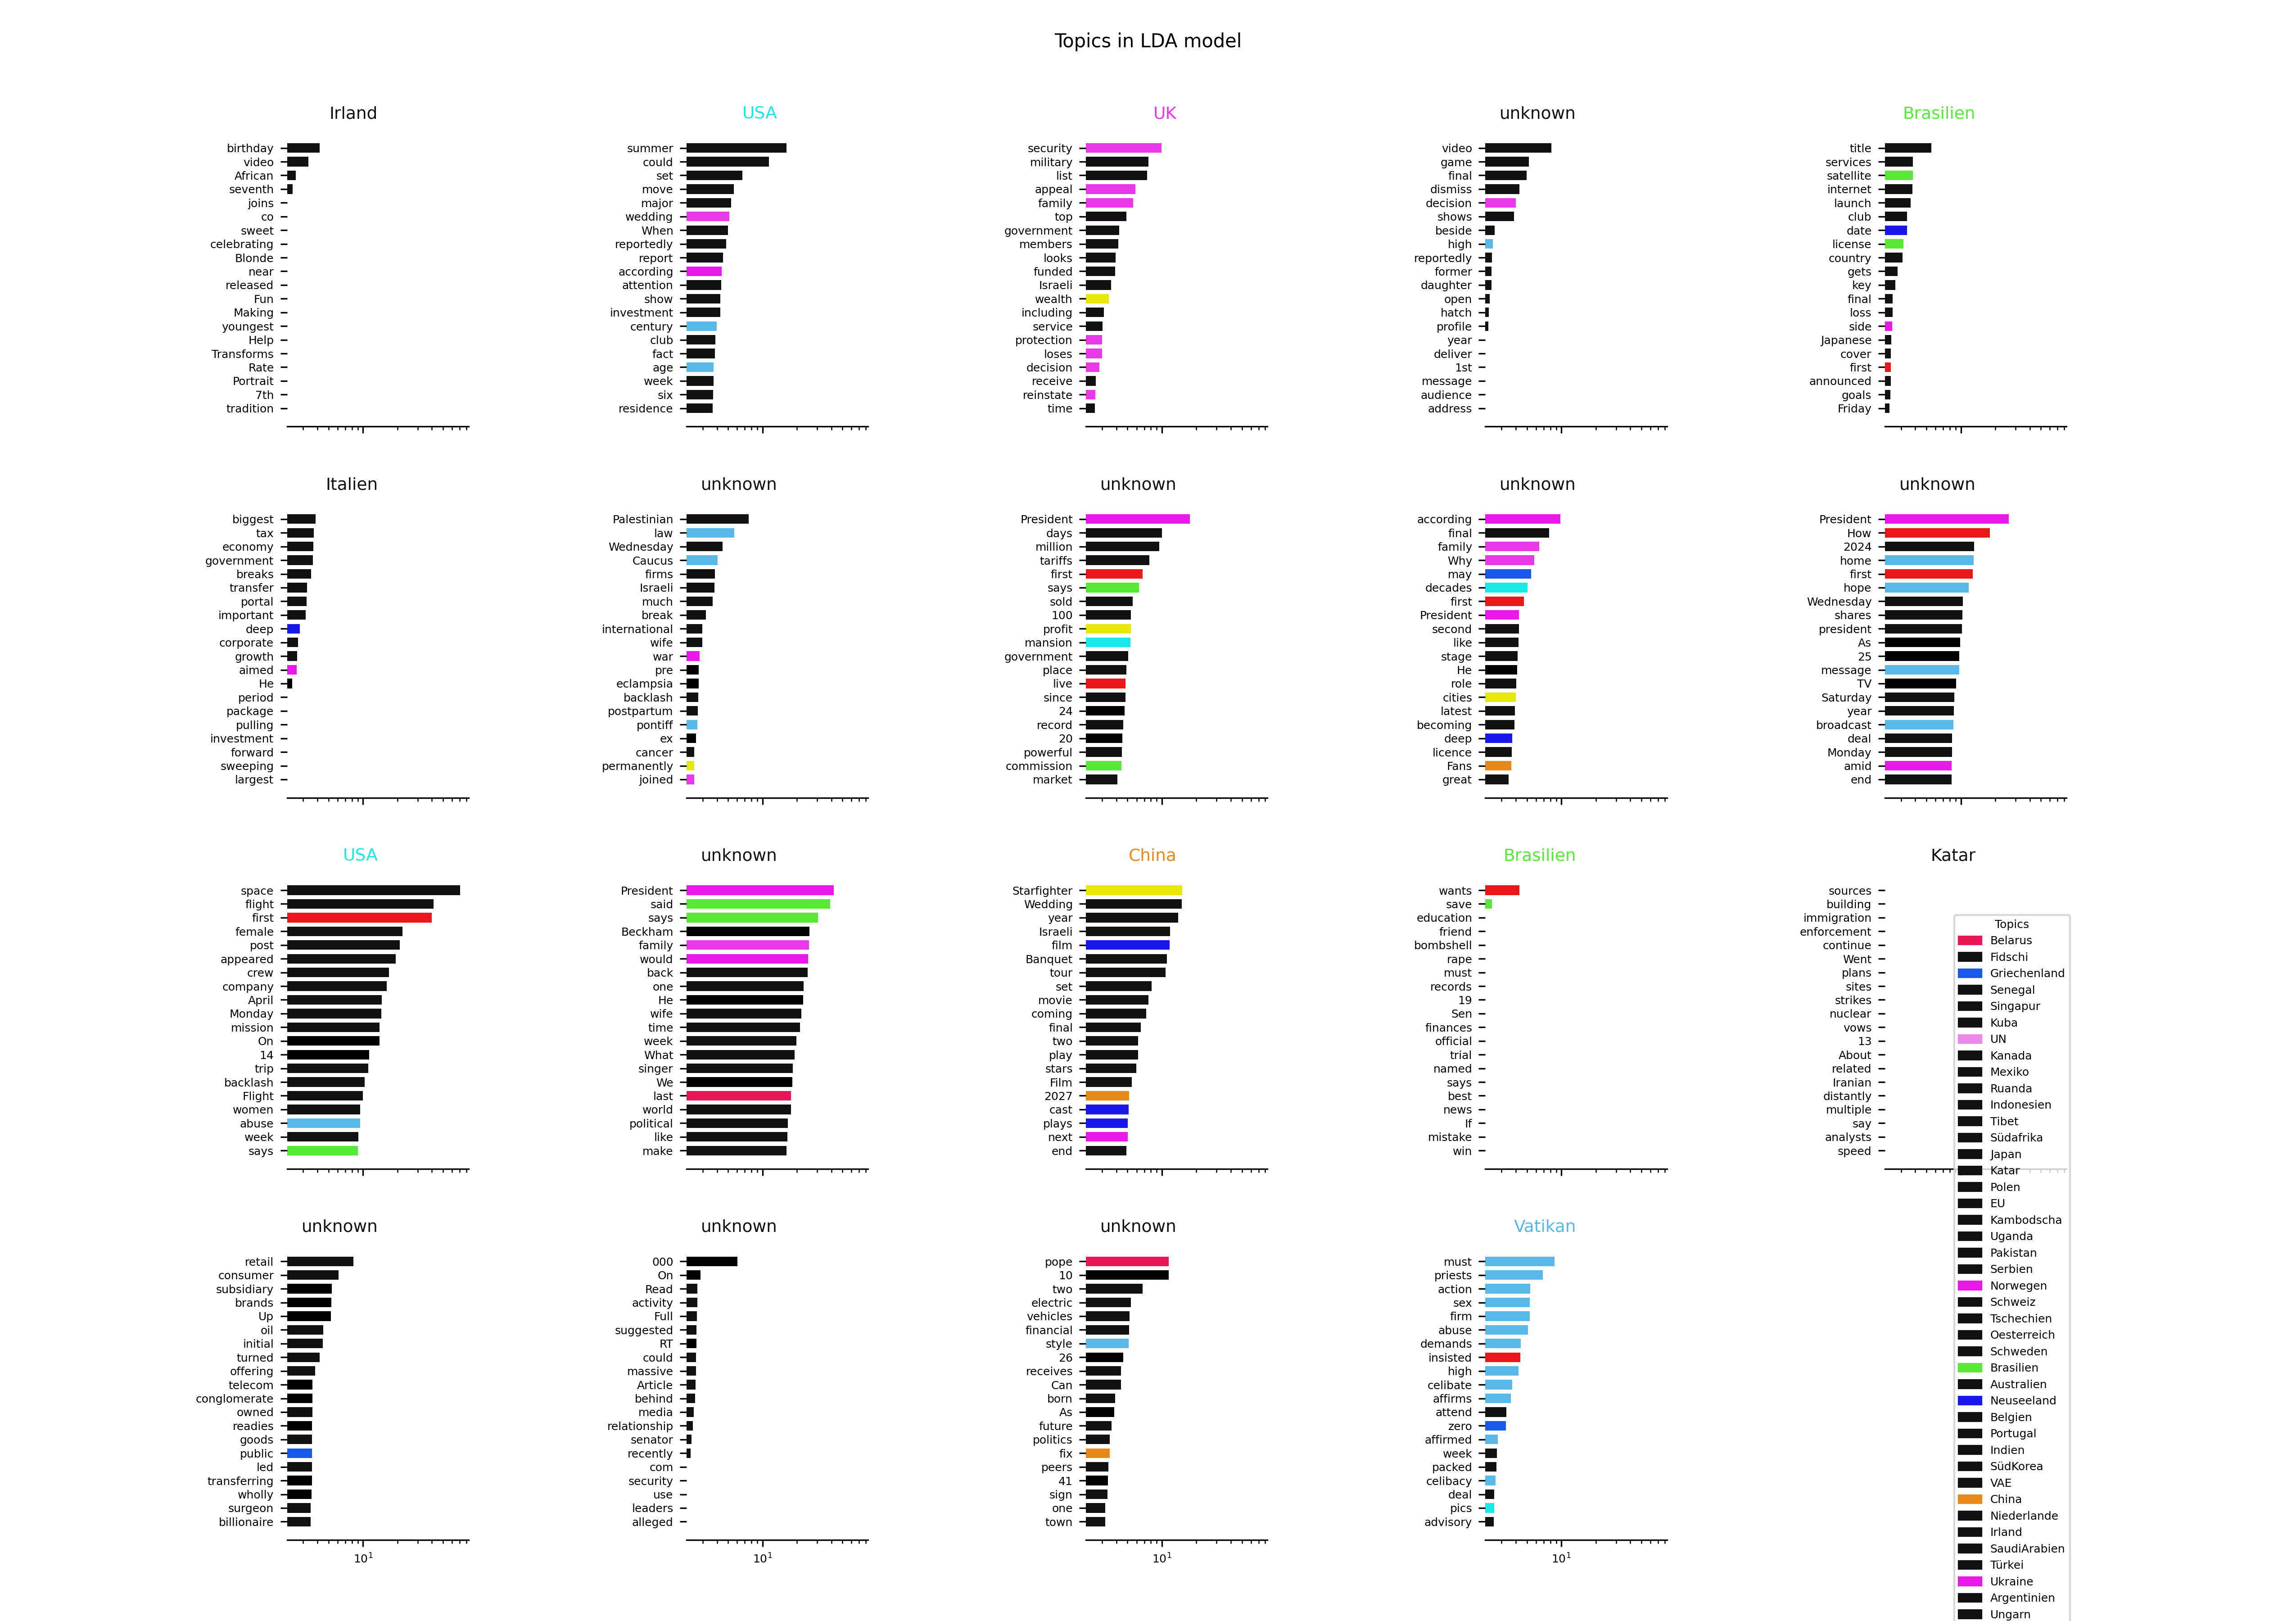 Topics in LDA model
Irland
birthday
video
African
seventh
joins
co
sweet
celebrating
Blonde
near
released
Fun
Making
youngest
Help
Transforms
Rate
Portrait
7th
tradition
USA
summer
could
set
move
major
wedding
When
reportedly
report
according
attention
show
investment
century
club
fact
age
week
six
residence
UK
security
military
list
appeal
family
top
government
members
looks
funded
Israeli
wealth
including
service
protection
loses
decision
receive
reinstate
time
unknown
video
game
final
dismiss
decision
shows
beside
high
reportedly
former
daughter
open
hatch
profile
year
deliver
1st
message
audience
address
Brasilien
title
services
satellite
internet
launch
club
date
license
country
gets
key
final
loss
side
Japanese
cover
first
announced
goals
Friday
Italien
biggest
tax
economy
government
breaks
transfer
portal
important
deep
corporate
growth
aimed
He
period
package
pulling
investment
forward
sweeping
largest
unknown
Palestinian
law
Wednesday
Caucus
firms
Israeli
much
break
international
wife
war
pre
eclampsia
backlash
postpartum
pontiff
ex
cancer
permanently
joined
unknown
President
days
million
tariffs
first
says
sold
100
profit
mansion
government
place
live
since
24
record
20
powerful
commission
market
unknown
according
final
family
Why
may
decades
first
President
second
like
stage
He
role
cities
latest
becoming
deep
licence
Fans
great
unknown
President
How
2024
home
first
hope
Wednesday
shares
president
As
25
message
TV
Saturday
year
broadcast
deal
Monday
amid
end
USA
space
flight
first
female
post
appeared
crew
company
April
Monday
mission
On
14
trip
backlash
Flight
women
abuse
week
says
unknown
President
said
says
Beckham
family
would
back
one
He
wife
time
week
What
singer
We
last
world
political
like
make
China
Starfighter
Wedding
year
Israeli
film
Banquet
tour
set
movie
coming
final
two
play
stars
Film
2027
cast
plays
next
end
Brasilien
wants
save
education
friend
bombshell
rape
must
records
19
Sen
finances
official
trial
named
says
best
news
If
mistake
win
Katar
sources
building
immigration
enforcement
continue
Went
plans
sites
strikes
nuclear
vows
13
About
related
Iranian
distantly
multiple
say
analysts
speed
unknown
retail
consumer
subsidiary
brands
Up
oil
initial
turned
offering
telecom
conglomerate
owned
readies
goods
public
led
transferring
wholly
surgeon
billionaire
10¹
unknown
000
On
Read
activity
Full
suggested
RT
could
massive
Article
behind
media
relationship
senator
recently
com
security
use
leaders
alleged
10¹
unknown
pope
10
two
electric
vehicles
financial
style
26
receives
Can
born
As
future
politics
fix
peers
41
sign
one
town
10¹
Vatikan
must
priests
action
sex
firm
abuse
demands
insisted
high
celibate
affirms
attend
zero
affirmed
week
packed
celibacy
deal
pics
advisory
10¹
Topics
Belarus
Fidschi
Griechenland
Senegal
Singapur
Kuba
UN
Kanada
Mexiko
Ruanda
Indonesien
Tibet
Südafrika
Japan
Katar
Polen
EU
Kambodscha
Uganda
Pakistan
Serbien
Norwegen
Schweiz
Tschechien
Oesterreich
Schweden
Brasilien
Australien
Neuseeland
Belgien
Portugal
Indien
SüdKorea
VAE
China
Niederlande
Irland
SaudiArabien
Türkei
Ukraine
Argentinien
Ungarn